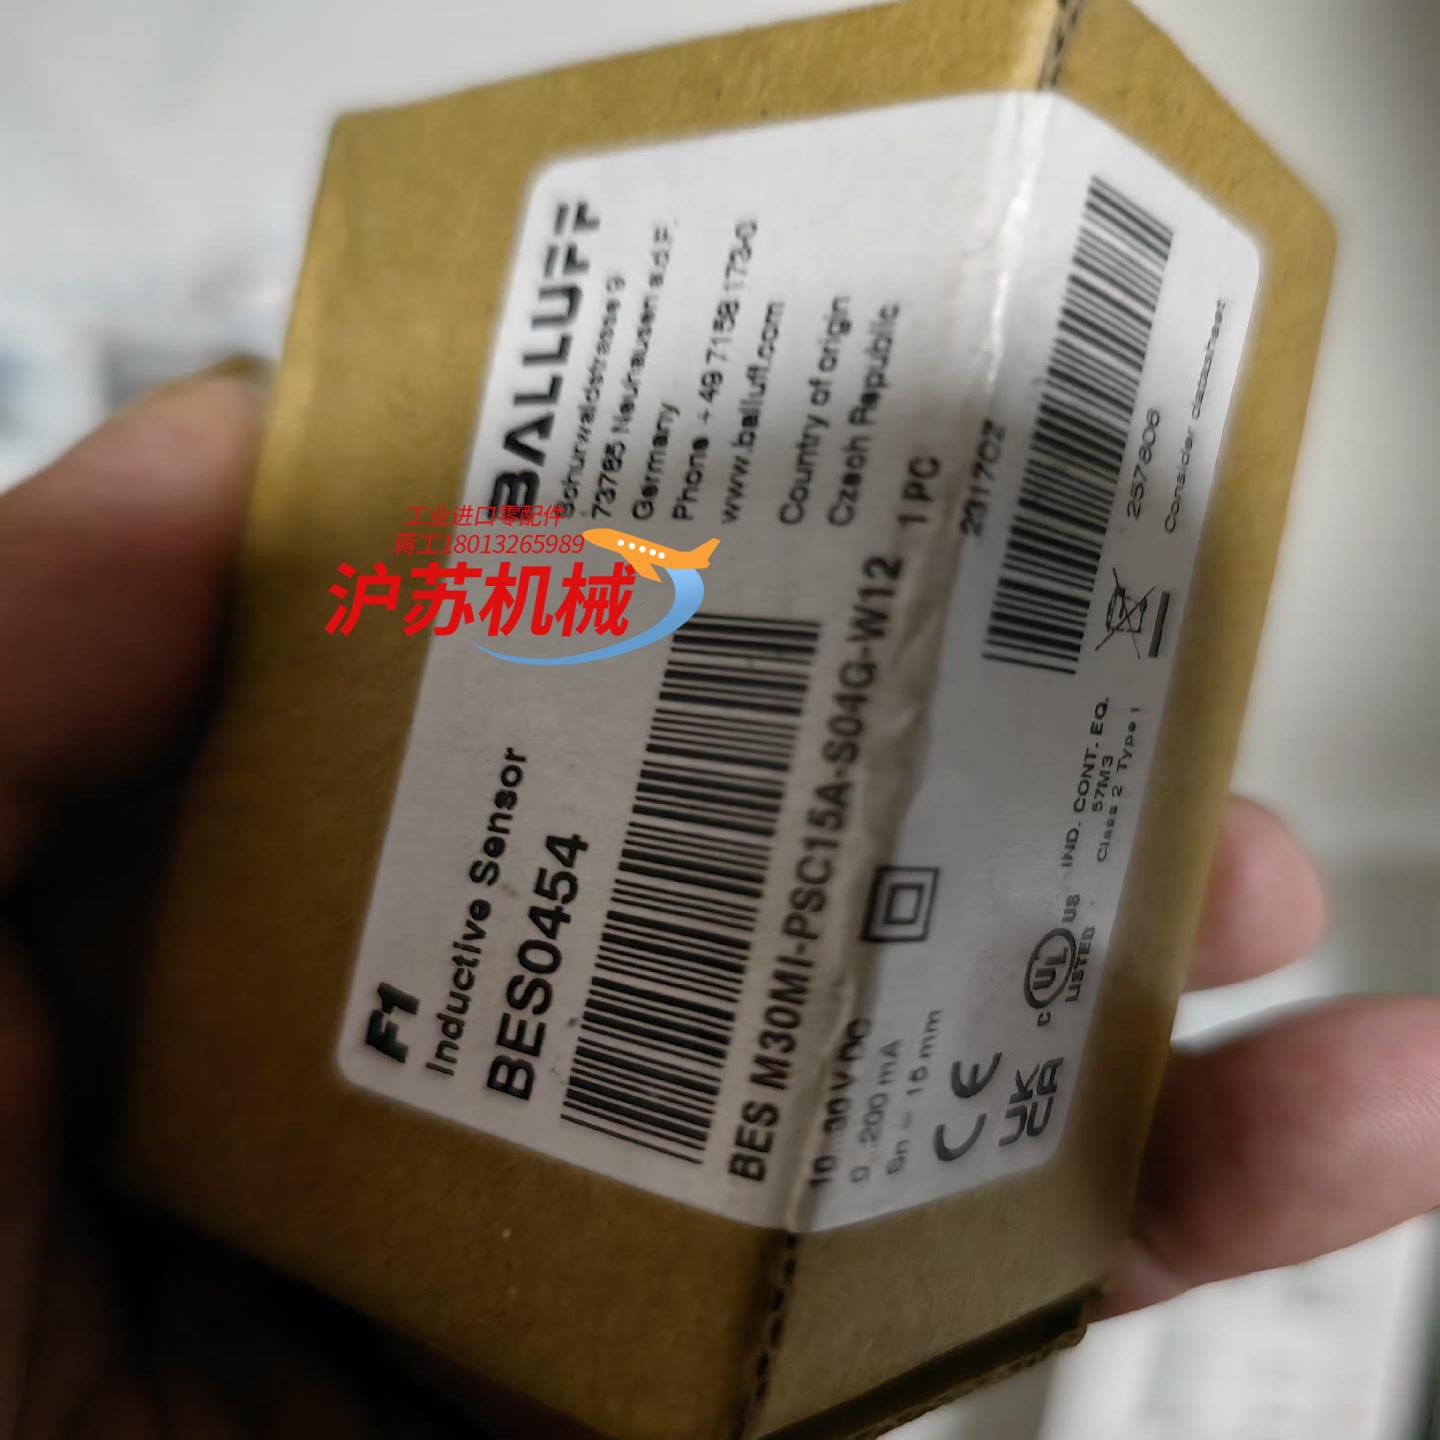 BALLUFF
Schurwaldstrasse 9
73765 Neuhausen a.d.F.
Germany
Phone +49 7158 173-0
www.balluff.com
Country of origin
Czech Republic
F1
Inductive Sensor
BES0454
BES M30MI-PSC15A-S04G-W12 1 PC
10...30 V DC
0...200 mA
Sn = 15 mm
CE
UK
CA
2317CZ
257806
Consider datasheet
c UL us
LISTED
IND. CONT. EQ.
57M3
Class 2 Type 1
工业进口零配件
蒋工18013265989
沪苏机械